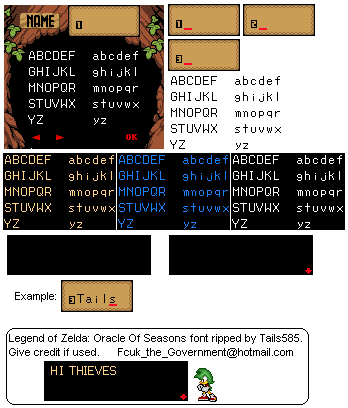 NAME 1
1 2
3
ABCDEF abcdef
GHIJKL ghijkl
MNOPQR mnopqr
STUVWX stuvwx
YZ yz
OK
ABCDEF abcdef
GHIJKL ghijkl
MNOPQR mnopqr
STUVWX stuvwx
YZ yz
ABCDEF abcdef ABCDEF abcdef ABCDEF abcdef
GHIJKL ghijkl GHIJKL ghijkl GHIJKL ghijkl
MNOPQR mnopqr MNOPQR mnopqr MNOPQR mnopqr
STUVWX stuvwx STUVWX stuvwx STUVWX stuvwx
YZ yz YZ yz YZ yz
Example: 3 Tails
Legend of Zelda: Oracle Of Seasons font ripped by Tails585.
Give credit if used. Fcuk_the_Government@hotmail.com
HI THIEVES